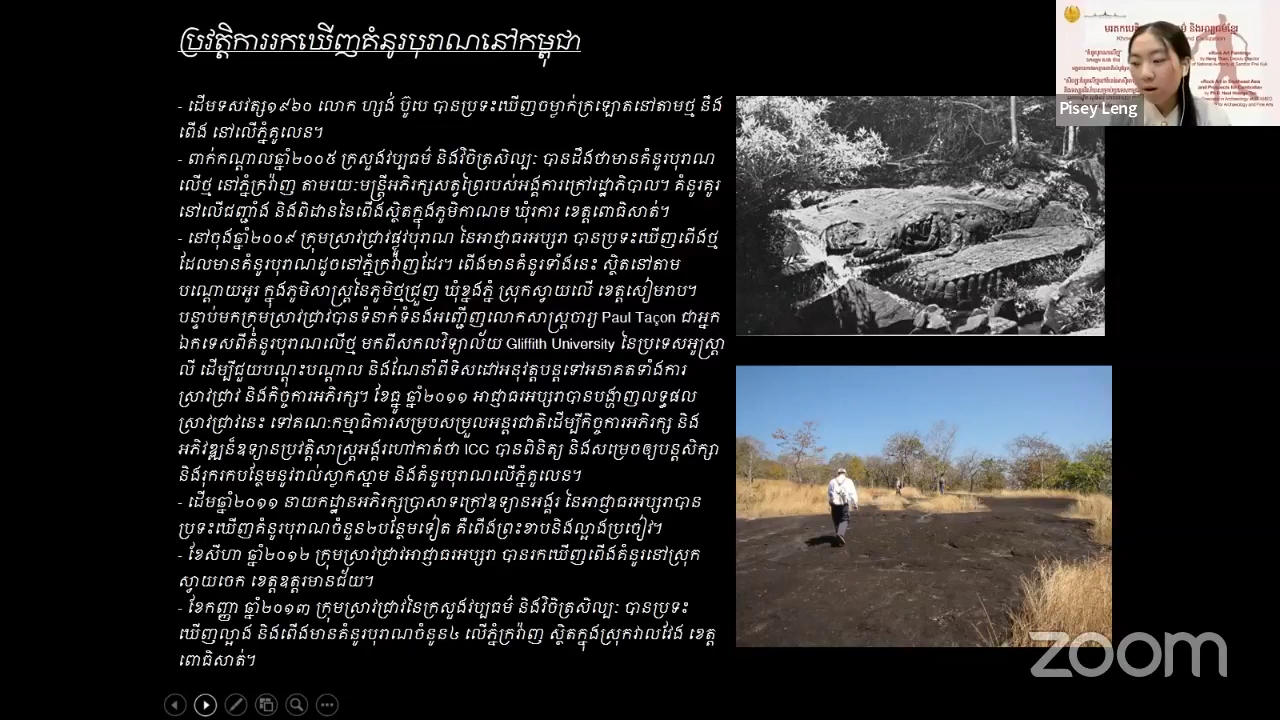 ប្រវត្តិការរកឃើញគំនូរបុរាណនៅកម្ពុជា
- ដើមទសវត្ស១៩៦០ លោក
បានប្រទះឃើញ
ក្រហោតនៅតាមថ្ម និង
ពើង នៅលើភ្នំគូលេន។
- ពាក់កណ្តាលឆ្នាំ២០០៥ ក្រសួងវប្បធម៌ និងវិចិត្រសិល្បៈ បានដឹងថាមានគំនូរបុរាណ
លើថ្ម នៅភ្នំក្រវ៉ាញ តាមរយៈមន្ត្រីអភិរក្សសត្វព្រៃរបស់អង្គការក្រៅរដ្ឋាភិបាល។ គំនូរគូរ
នៅលើជញ្ជាំង និងពិដាននៃពើងស្ថិតក្នុងភូមិកាណម ឃុំរការ ខេត្តពោធិសាត់។
- នៅចុងឆ្នាំ២០០៩ ក្រុមស្រាវជ្រាវផ្លូវបុរាណ នៃអាជ្ញាធរអប្សរា បានប្រទះឃើញពើងថ្ម
ដែលមានគំនូរបុរាណដូចនៅភ្នំក្រវ៉ាញដែរ។ ពើងមានគំនូរទាំងនេះ ស្ថិតនៅតាម
បណ្តោយអូរ ក្នុងភូមិសាស្ត្រនៃភូមិថ្មជ្រួញ ឃុំខ្នងភ្នំ ស្រុកស្វាយលើ ខេត្តសៀមរាប។
បន្ទាប់មកក្រុមស្រាវជ្រាវបានទំនាក់ទំនងអញ្ជើញលោកសាស្ត្រចារ្យ Paul Taçon ជាអ្នក
ឯកទេសពីគំនូរបុរាណលើថ្ម មកពីសកលវិទ្យាល័យ Gliffith University នៃប្រទេសអូស្ត្រា
លី ដើម្បីជួយបណ្តុះបណ្តាល និងណែនាំពីទិសដៅអនុវត្តបន្តទៅអនាគតទាំងការ
ស្រាវជ្រាវ និងកិច្ចការអភិរក្ស។ ខែធ្នូ ឆ្នាំ២០១១ អាជ្ញាធរអប្សរាបានបង្ហាញលទ្ធផល
ស្រាវជ្រាវនេះ ទៅគណៈកម្មាធិការសម្របសម្រួលអន្តរជាតិដើម្បីកិច្ចការអភិរក្ស និង
អភិវឌ្ឍន៍ឧទ្យានប្រវត្តិសាស្ត្រអង្គរហៅកាត់ថា ICC បានពិនិត្យ និងសម្រេចឲ្យបន្តសិក្សា
និងរុករកបន្ថែមនូវរាល់ស្លាកស្នាម និងគំនូរបុរាណលើភ្នំគូលេន។
- ដើមឆ្នាំ២០១១ នាយកដ្ឋានអភិរក្សប្រាសាទក្រៅឧទ្យានអង្គរ នៃអាជ្ញាធរអប្សរាបាន
ប្រទះឃើញគំនូរបុរាណចំនួន២បន្ថែមទៀត គឺពើងព្រះខាបនិងល្អាងប្រចៀវ។
- ខែសីហា ឆ្នាំ២០១២ ក្រុមស្រាវជ្រាវអាជ្ញាធរអប្សរា បានរកឃើញពើងគំនូរនៅស្រុក
ស្វាយចេក ខេត្តឧត្តរមានជ័យ។
- ខែកញ្ញា ឆ្នាំ២០១៣ ក្រុមស្រាវជ្រាវនៃក្រសួងវប្បធម៌ និងវិចិត្រសិល្បៈ បានប្រទះ
ឃើញល្អាង និងពើងមានគំនូរបុរាណចំនួន៤ លើភ្នំក្រវ៉ាញ ស្ថិតក្នុងស្រុកវាលវែង ខេត្ត
ពោធិសាត់។
Pisey Leng
zoom